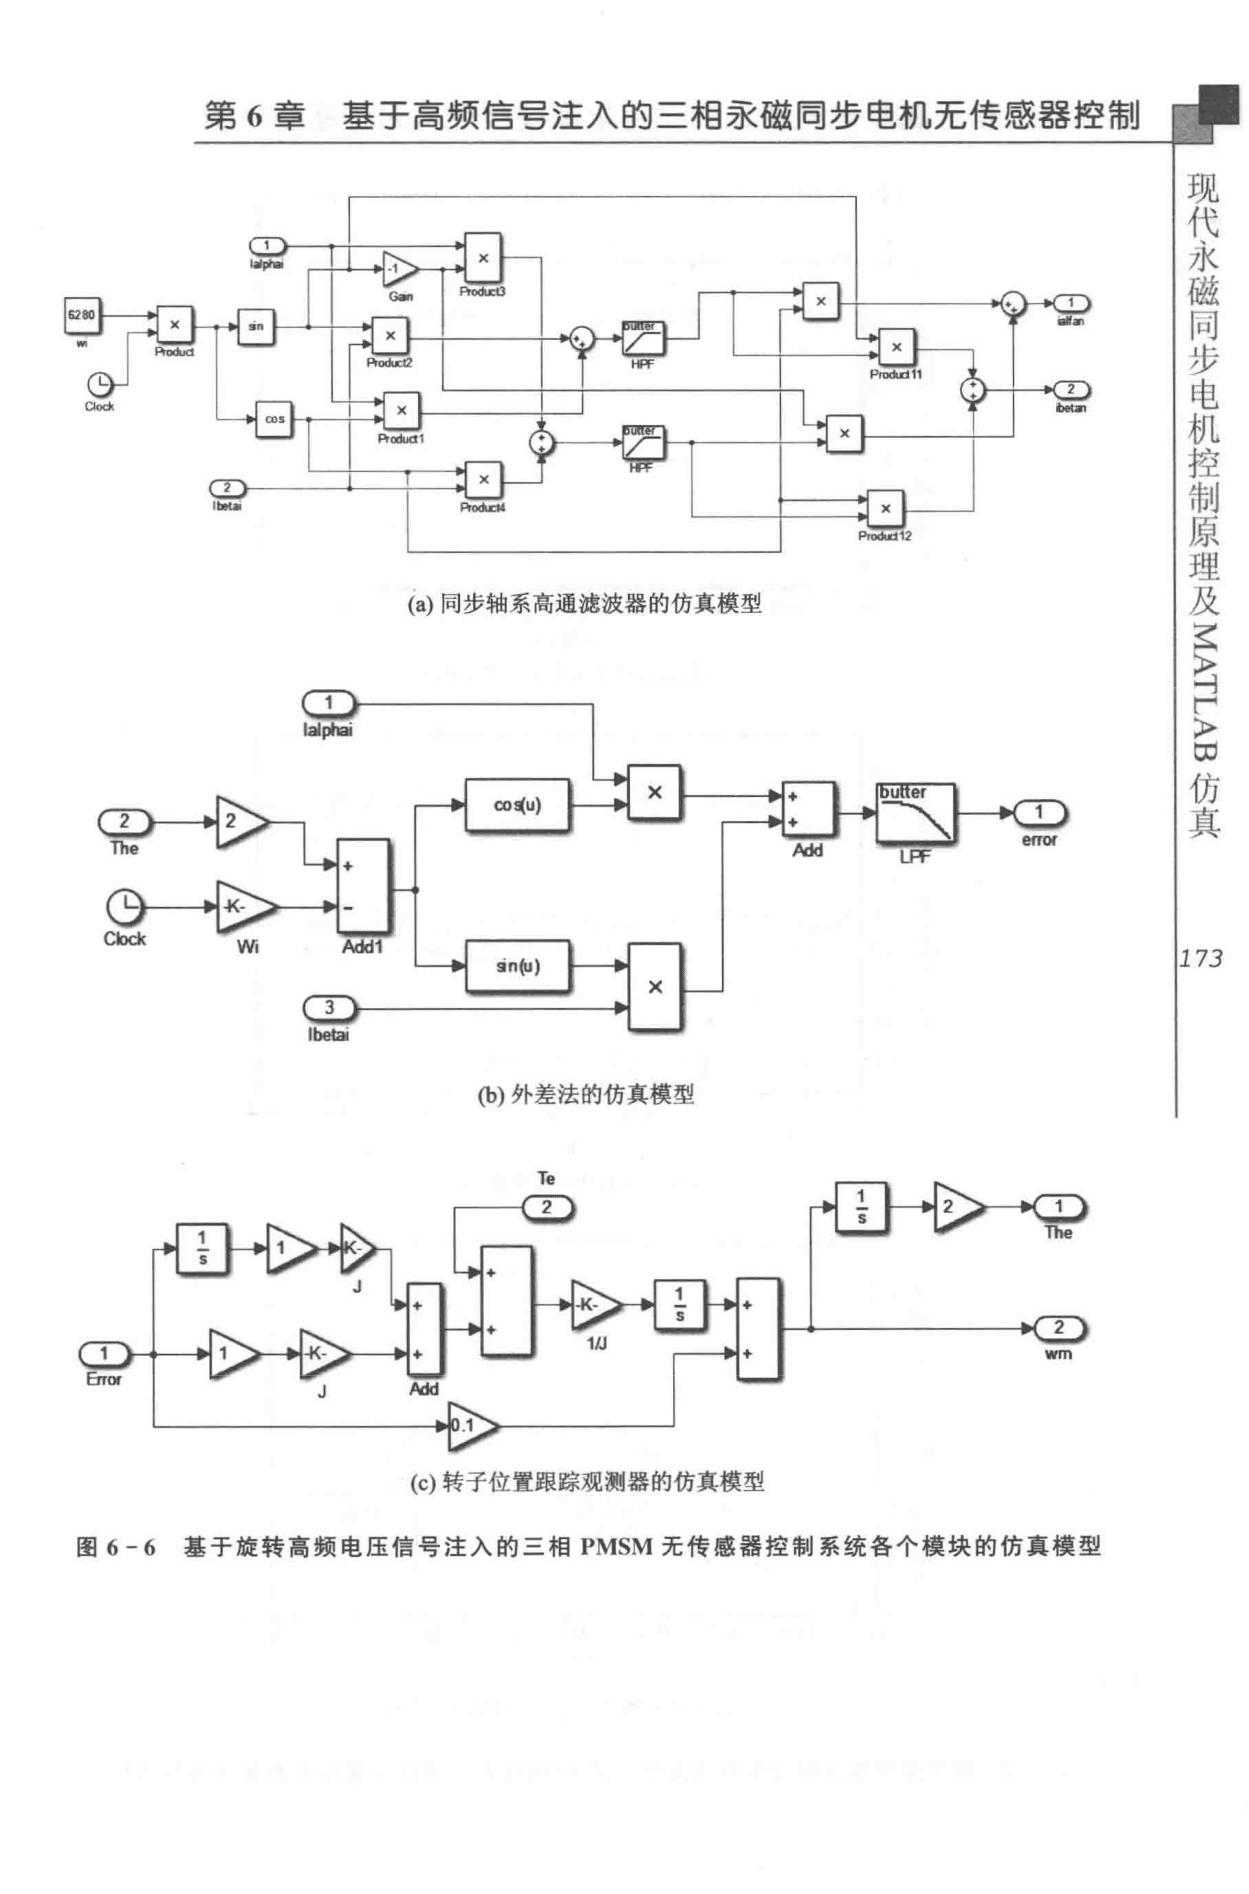 第 6 章 基于高频信号注入的三相永磁同步电机无传感器控制
1
Ialphai
-1
Gain
×
Product3
6280
wi
×
Product
sin
×
Product2
Clock
cos
×
Product1
2
Ibetai
×
Product4
butter
HPF
butter
HPF
×
×
Product11
×
×
Product12
1
ialfan
2
ibetan
(a) 同步轴系高通滤波器的仿真模型
1
Ialphai
2
The
2
Clock
-K-
Wi
Add1
cos(u)
sin(u)
×
×
3
Ibetai
Add
butter
LPF
1
error
(b) 外差法的仿真模型
Te
2
1
s
1
-K-
J
1
Error
1
-K-
J
Add
0.1
-K-
1/J
1
s
1
s
2
1
The
2
wm
(c) 转子位置跟踪观测器的仿真模型
图 6-6 基于旋转高频电压信号注入的三相 PMSM 无传感器控制系统各个模块的仿真模型
现代永磁同步电机控制原理及MATLAB仿真
173